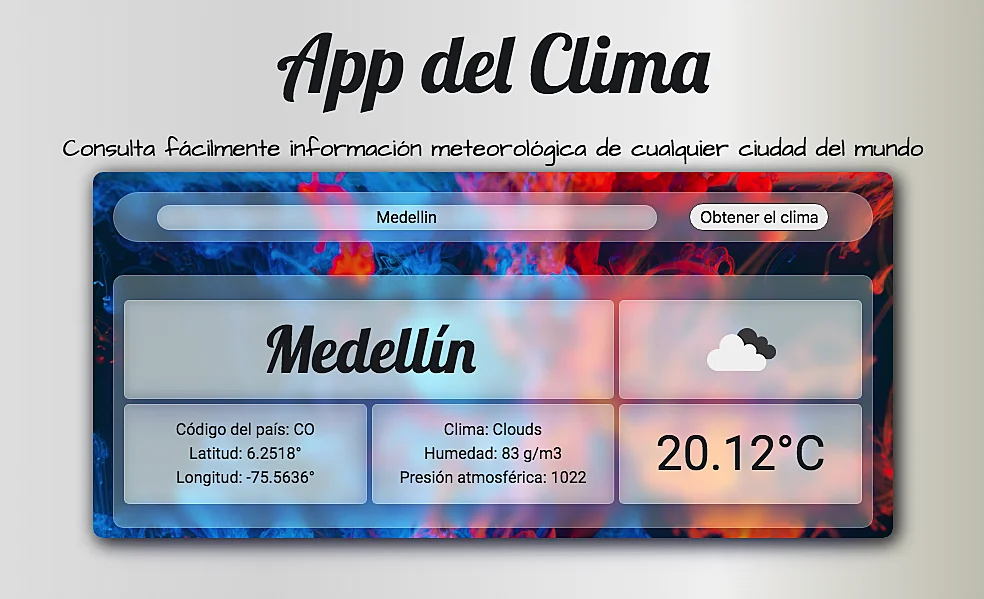 App del Clima
Consulta fácilmente información meteorológica de cualquier ciudad del mundo
Medellin
Obtener el clima
Medellín
Código del país: CO
Latitud: 6.2518°
Longitud: -75.5636°
Clima: Clouds
Humedad: 83 g/m3
Presión atmosférica: 1022
20.12°C